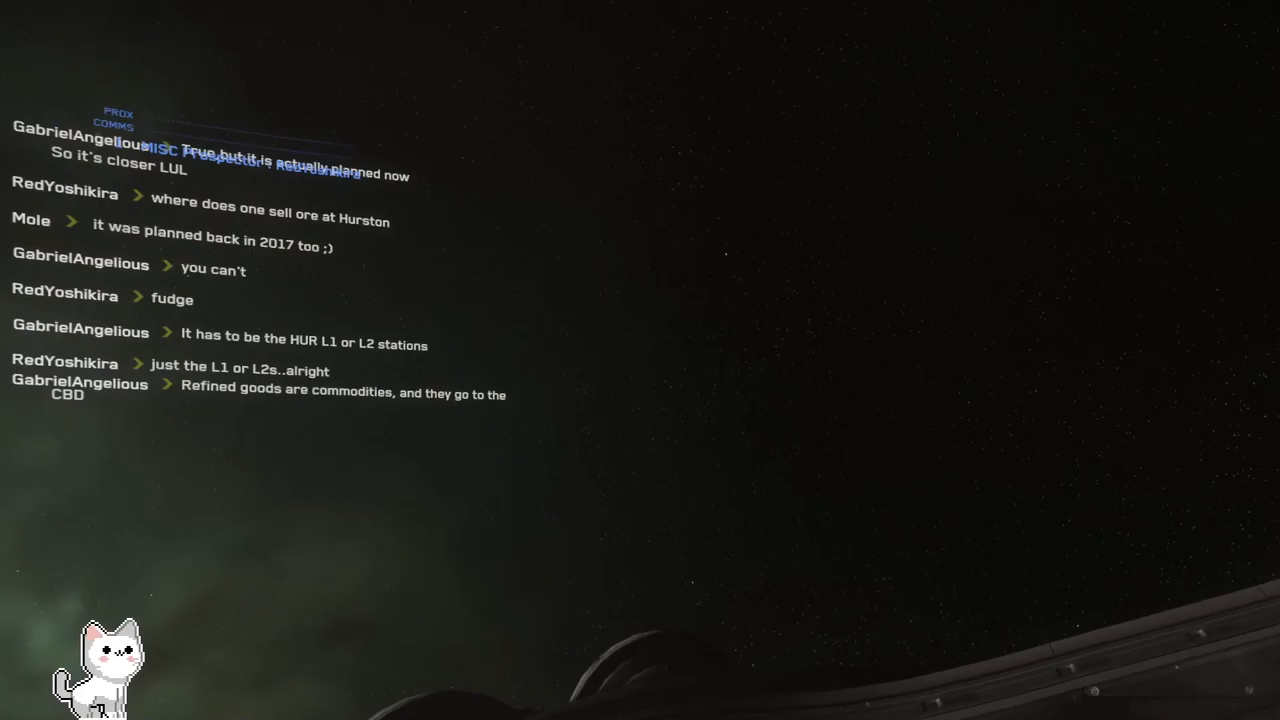 PROX
COMMS
GabrielAngelious > True but it is actually planned now
So it's closer LUL
MISC Prospector : RedYoshikira
RedYoshikira > where does one sell ore at Hurston
Mole > it was planned back in 2017 too ;)
GabrielAngelious > you can't
RedYoshikira > fudge
GabrielAngelious > It has to be the HUR L1 or L2 stations
RedYoshikira > just the L1 or L2s..alright
GabrielAngelious > Refined goods are commodities, and they go to the
CBD